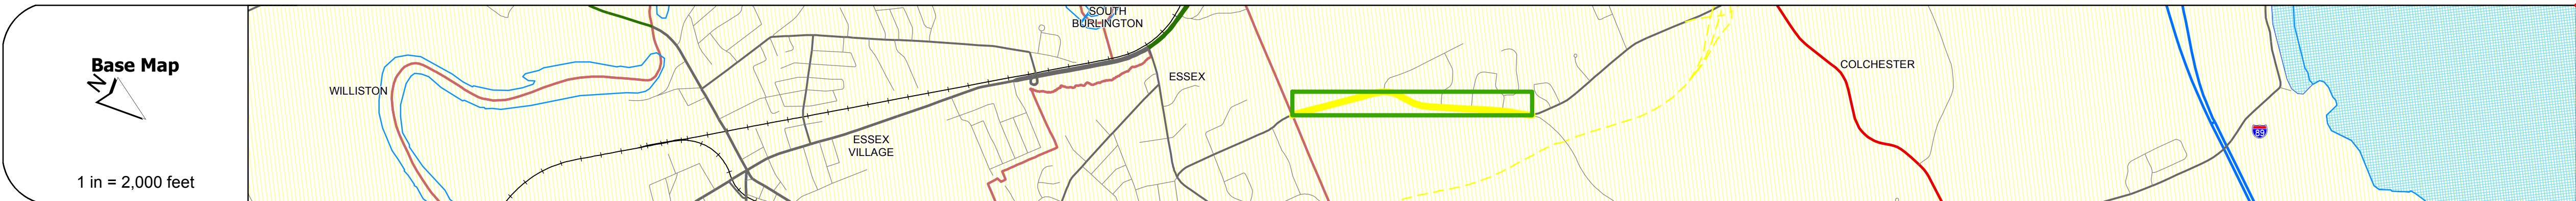 Base Map
N
1 in = 2,000 feet
WILLISTON
SOUTH
BURLINGTON
ESSEX
ESSEX
VILLAGE
COLCHESTER
89